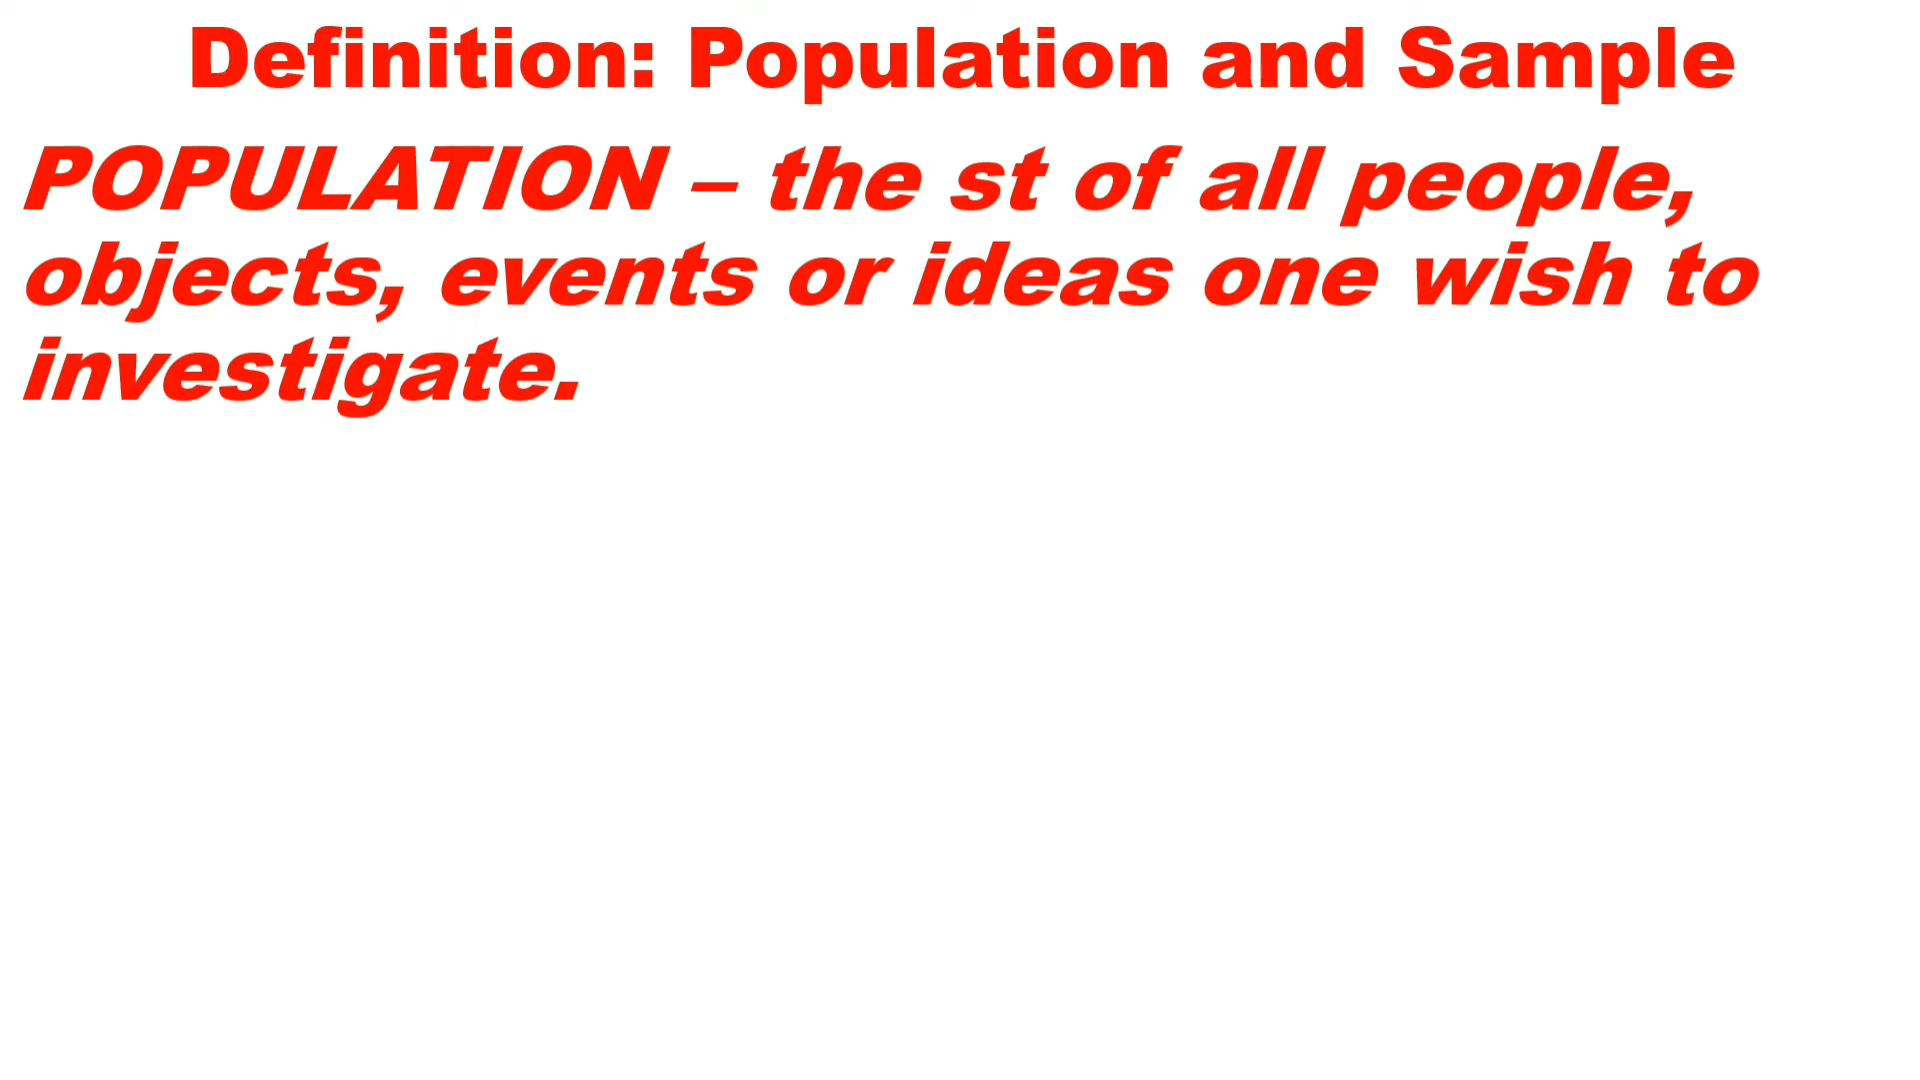 Definition: Population and Sample
POPULATION – the st of all people,
objects, events or ideas one wish to
investigate.